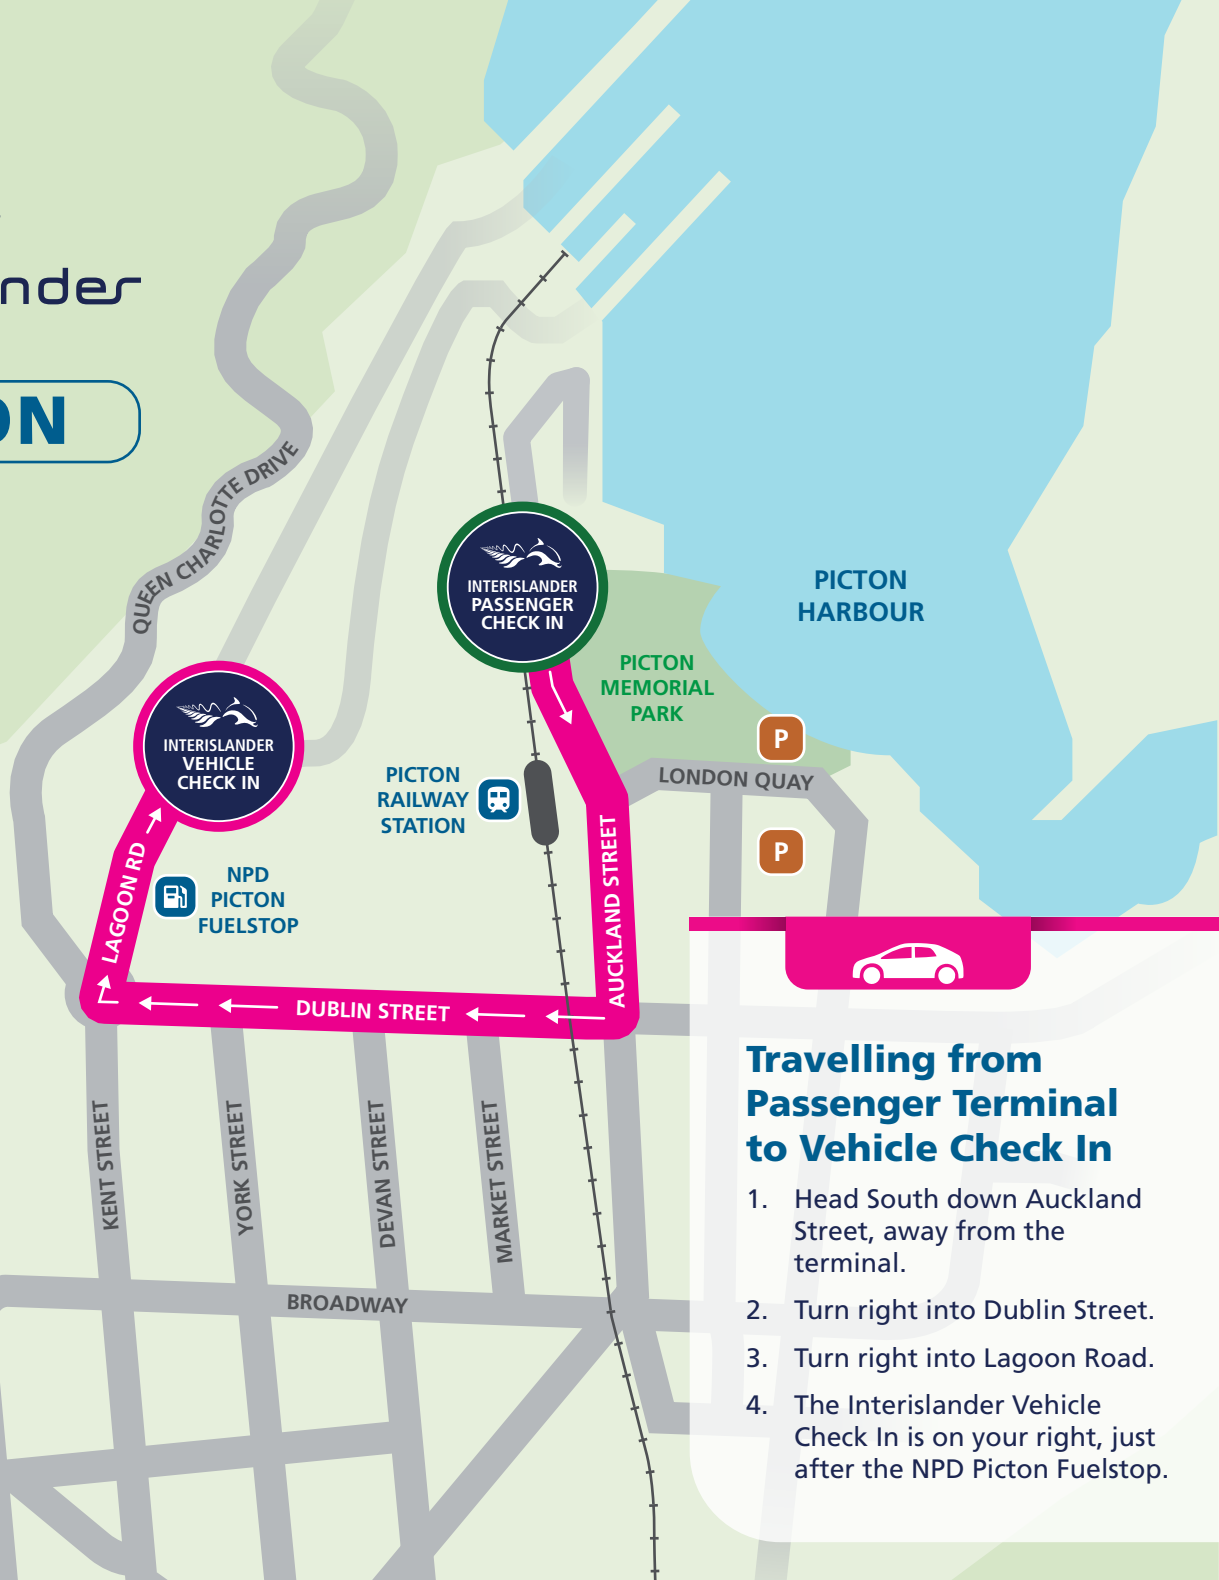 nder
ON
QUEEN CHARLOTTE DRIVE
INTERISLANDER
PASSENGER
CHECK IN
PICTON
HARBOUR
PICTON
MEMORIAL
PARK
INTERISLANDER
VEHICLE
CHECK IN
P
LONDON QUAY
PICTON
RAILWAY
STATION
P
AUCKLAND STREET
LAGOON RD
NPD
PICTON
FUELSTOP
DUBLIN STREET
KENT STREET
YORK STREET
DEVAN STREET
MARKET STREET
BROADWAY
Travelling from
Passenger Terminal
to Vehicle Check In
1. Head South down Auckland
Street, away from the
terminal.
2. Turn right into Dublin Street.
3. Turn right into Lagoon Road.
4. The Interislander Vehicle
Check In is on your right, just
after the NPD Picton Fuelstop.